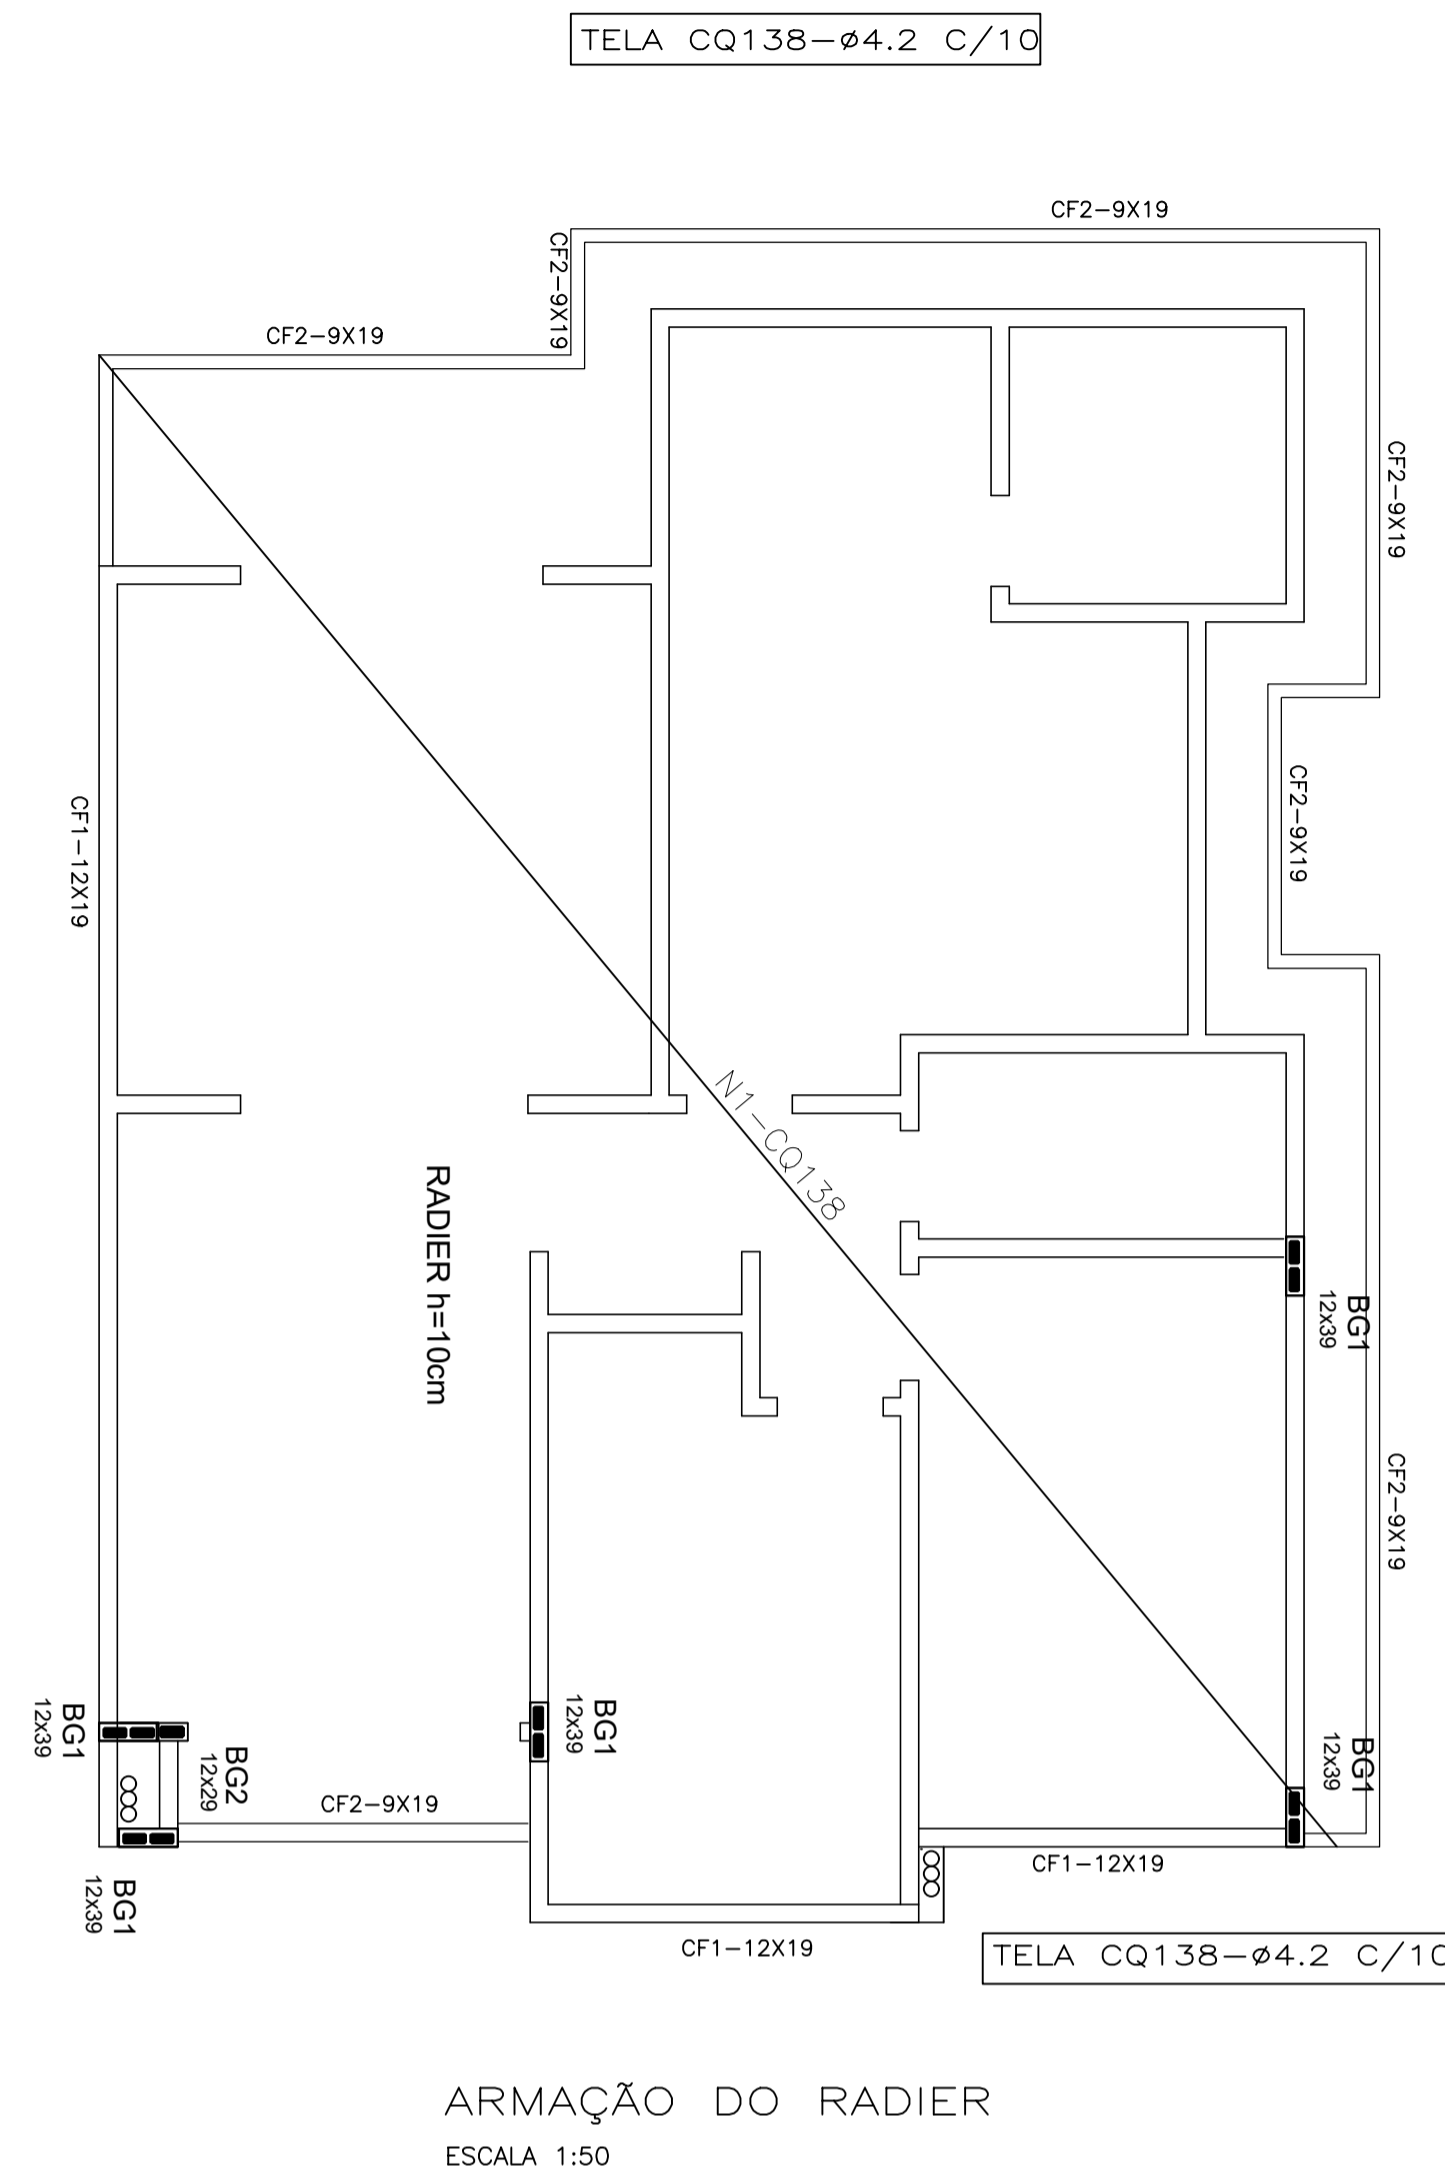 TELA CQ138-ø4.2 C/10
CF2-9X19
CF2-9X19
CF2-9X19
CF2-9X19
CF2-9X19
CF1-12X19
N1-CQ138
RADIER h=10cm
BG1
12x39
CF2-9X19
BG1
12x39
BG1
12x39
BG1
12x39
BG2
12x29
CF2-9X19
CF1-12X19
BG1
12x39
CF1-12X19
TELA CQ138-ø4.2 C/10
ARMAÇÃO DO RADIER
ESCALA 1:50